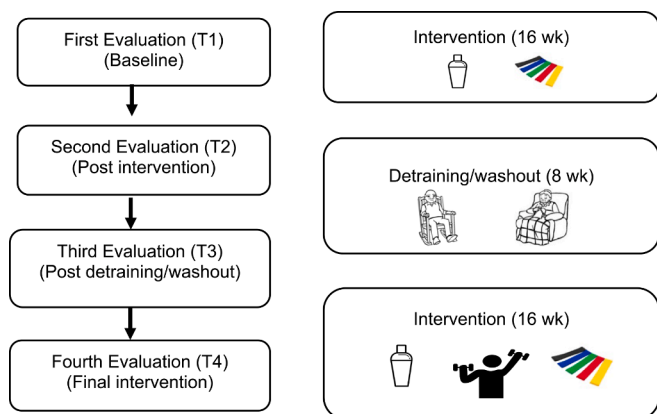 First Evaluation (T1)
(Baseline)
Second Evaluation (T2)
(Post intervention)
Third Evaluation (T3)
(Post detraining/washout)
Fourth Evaluation (T4)
(Final intervention)
Intervention (16 wk)
Detraining/washout (8 wk)
Intervention (16 wk)